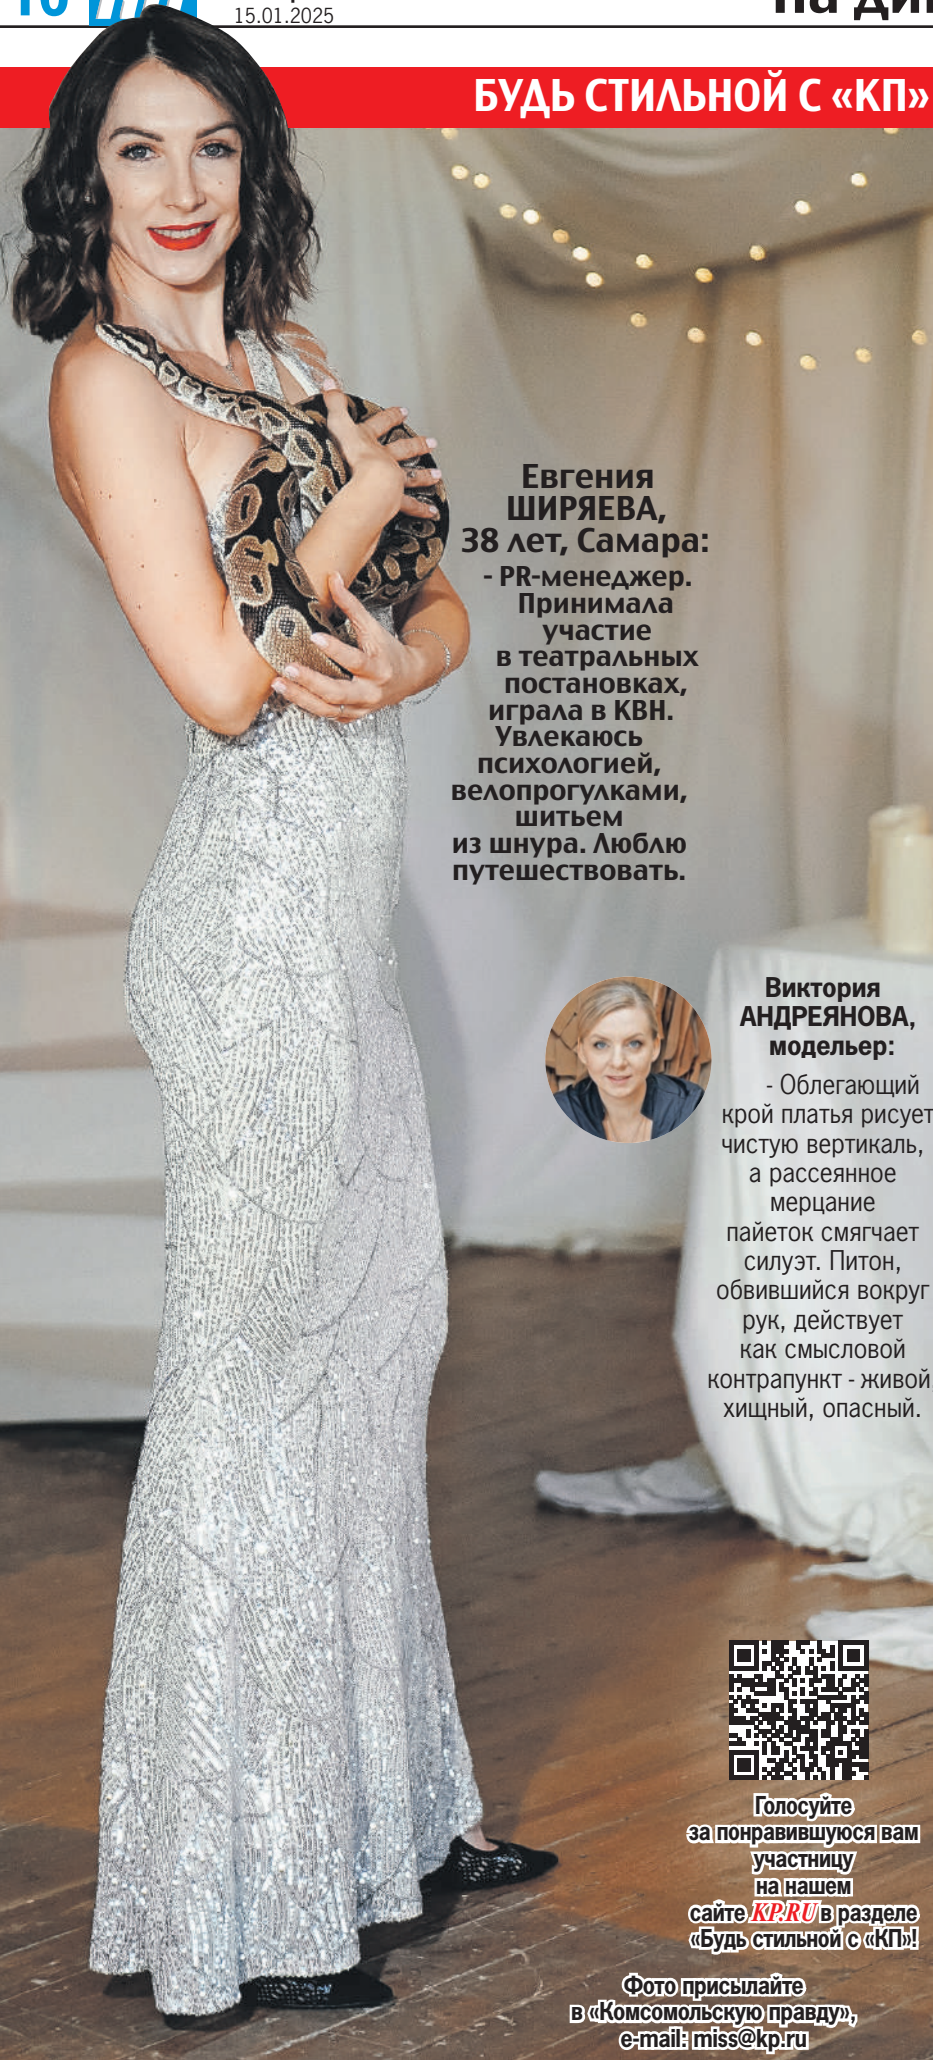 15.01.2025
БУДЬ СТИЛЬНОЙ С «КП»
Евгения
ШИРЯЕВА,
38 лет, Самара:
- PR-менеджер.
Принимала
участие
в театральных
постановках,
играла в КВН.
Увлекаюсь
психологией,
велопрогулками,
шитьем
из шнура. Люблю
путешествовать.
Виктория
АНДРЕЯНОВА,
модельер:
- Облегающий
крой платья рисует
чистую вертикаль,
а рассеянное
мерцание
пайеток смягчает
силуэт. Питон,
обвившийся вокруг
рук, действует
как смысловой
контрапункт - живой,
хищный, опасный.
Голосуйте
за понравившуюся вам
участницу
на нашем
сайте KP.RU в разделе
«Будь стильной с «КП»!
Фото присылайте
в «Комсомольскую правду»,
e-mail: miss@kp.ru